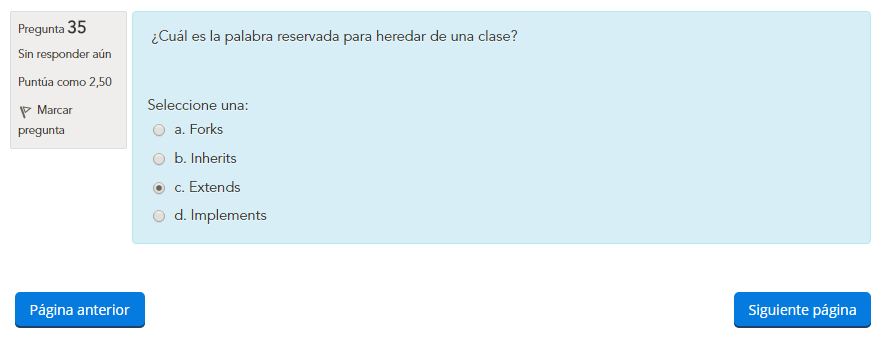 Pregunta 35
Sin responder aún
Puntúa como 2,50
Marcar
pregunta
¿Cuál es la palabra reservada para heredar de una clase?
Seleccione una:
a. Forks
b. Inherits
c. Extends
d. Implements
Página anterior
Siguiente página